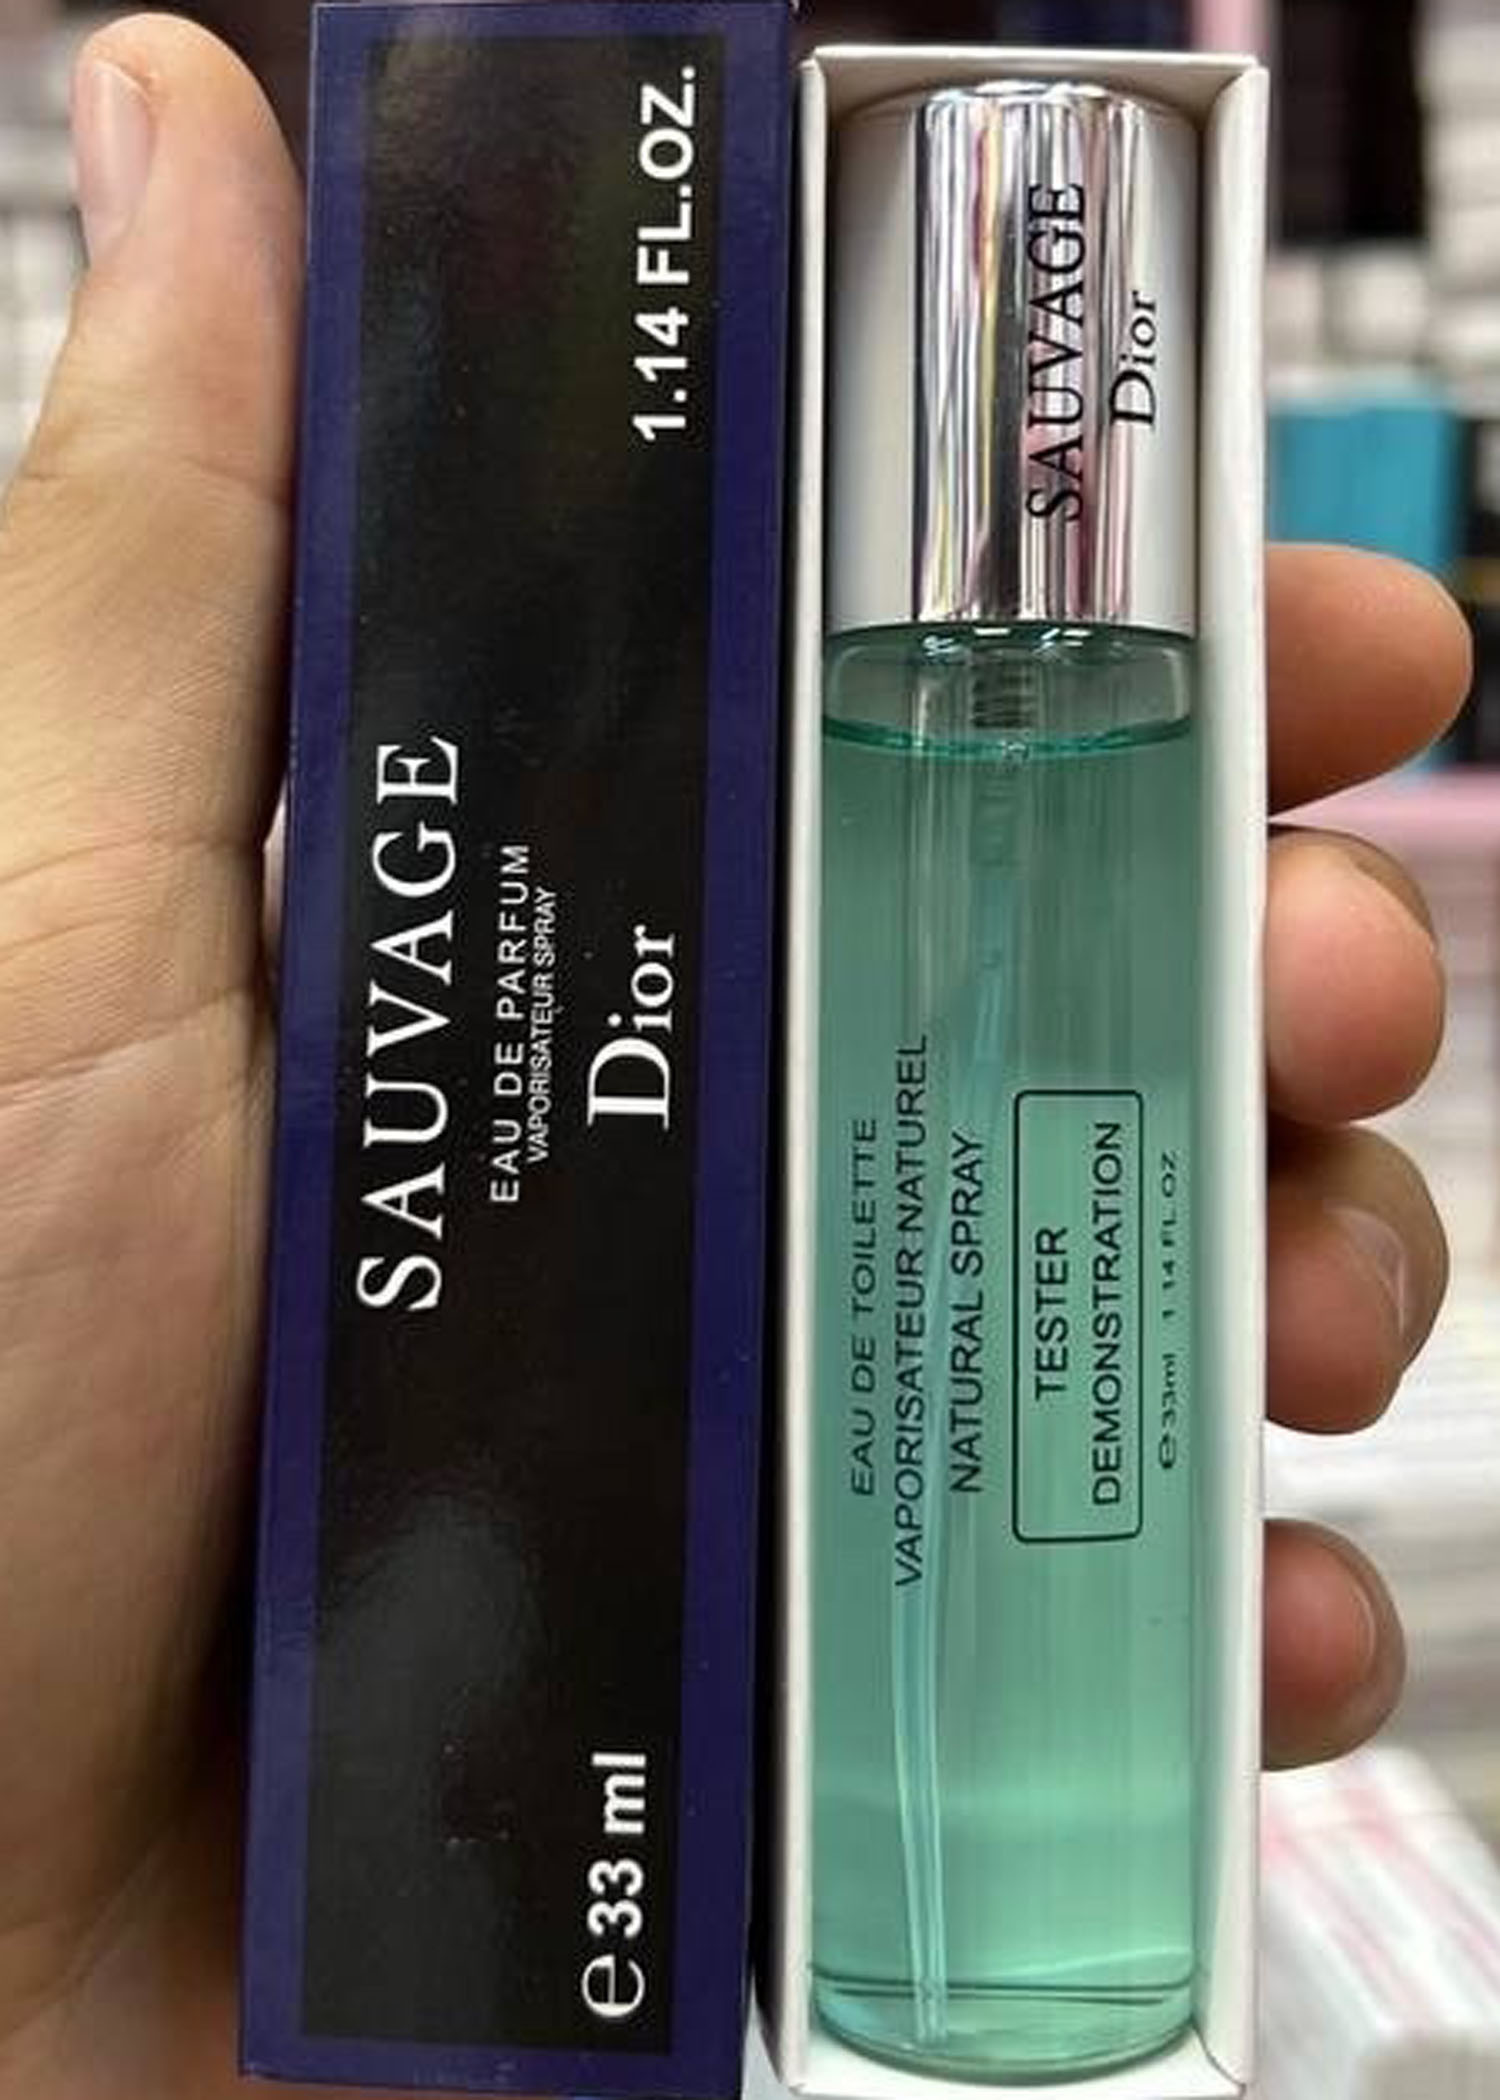 SAUVAGE
EAU DE PARFUM
VAPORISATEUR SPRAY
Dior
e 33 ml
1.14 FL.OZ.
SAUVAGE
Dior
EAU DE TOILETTE
VAPORISATEUR NATUREL
NATURAL SPRAY
TESTER
DEMONSTRATION
e 33ml 1 14 FL OZ